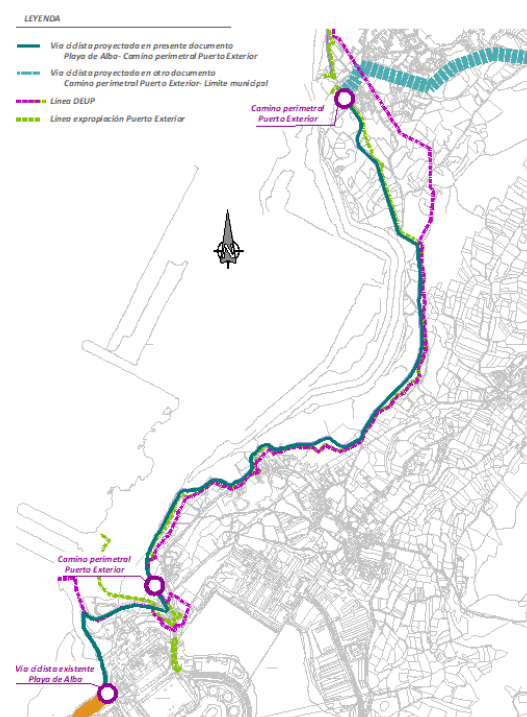 LEYENDA
Vía ciclista proyectada en presente documento
Playa de Alba- Camino perimetral Puerto Exterior
Vía ciclista proyectada en otro documento
Camino perimetral Puerto Exterior- Límite municipal
Línea DEUP
Línea expropiación Puerto Exterior
Camino perimetral
Puerto Exterior
N
Camino perimetral
Puerto Exterior
Vía ciclista existente
Playa de Alba